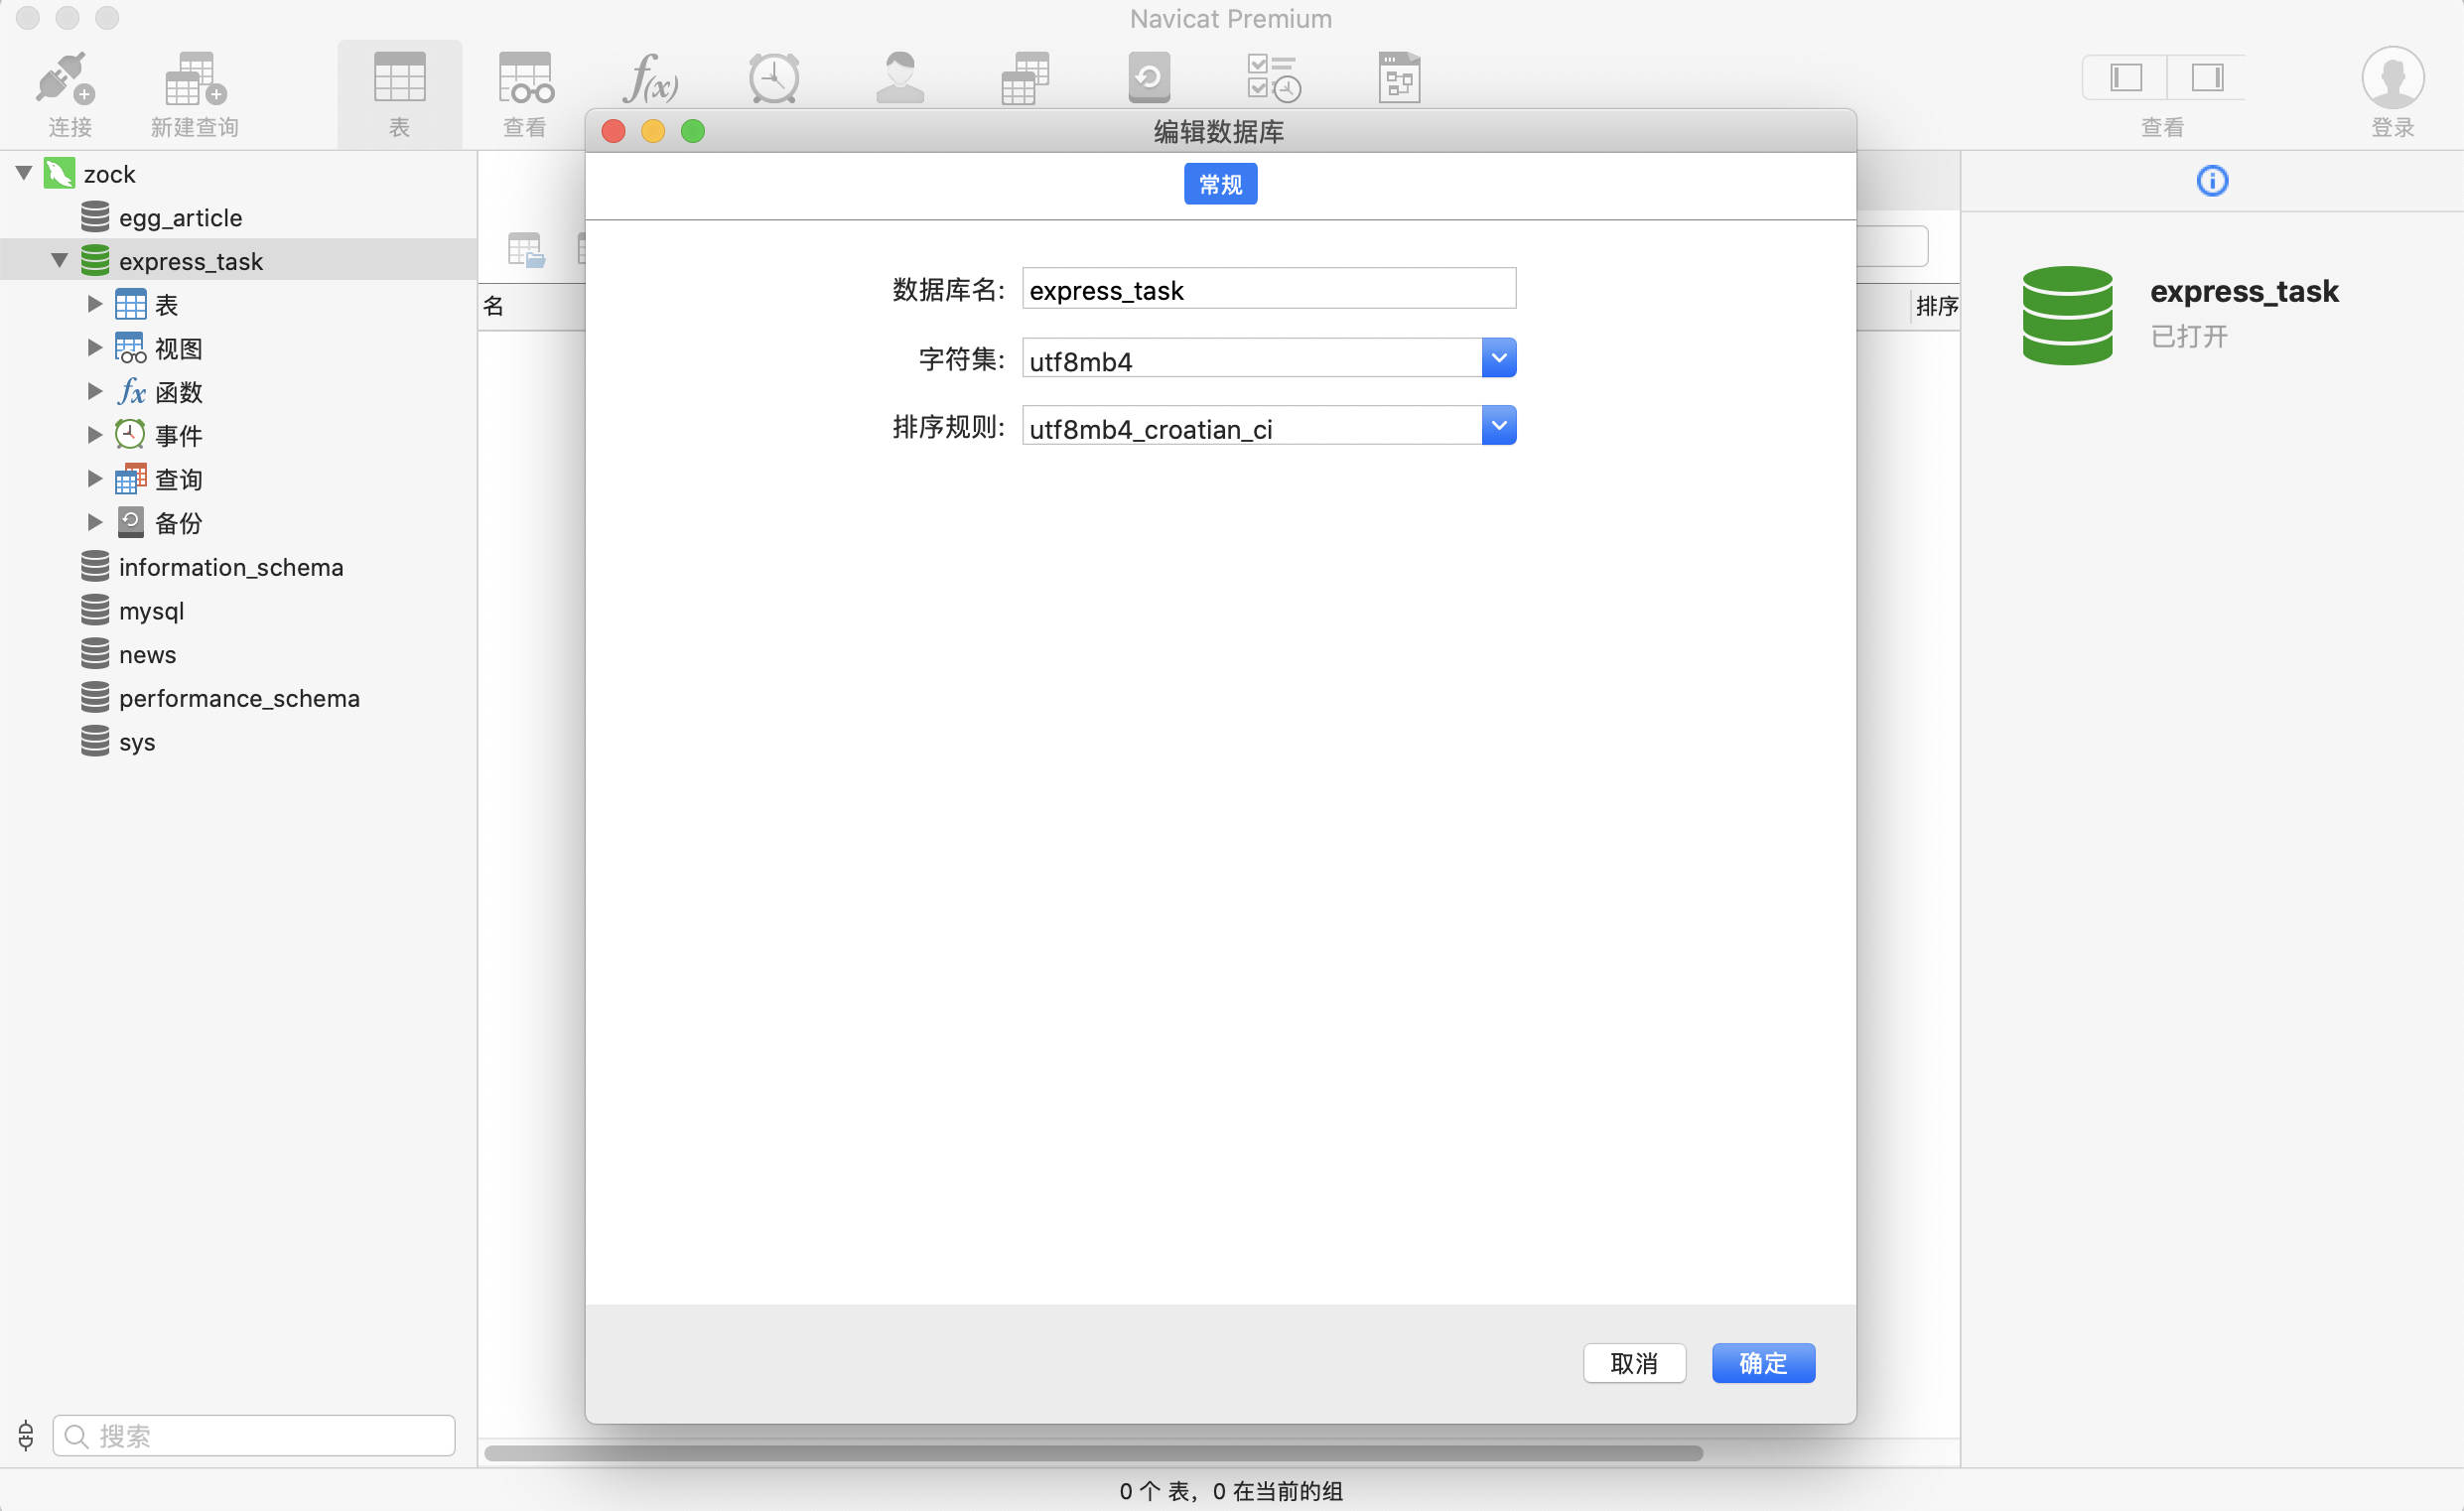 Navicat Premium
连接
新建查询
表
查看
查看
登录
zock
egg_article
express_task
表
视图
函数
事件
查询
备份
information_schema
mysql
news
performance_schema
sys
搜索
名
排序
编辑数据库
常规
数据库名: express_task
字符集: utf8mb4
排序规则: utf8mb4_croatian_ci
取消
确定
express_task
已打开
0 个 表，0 在当前的组